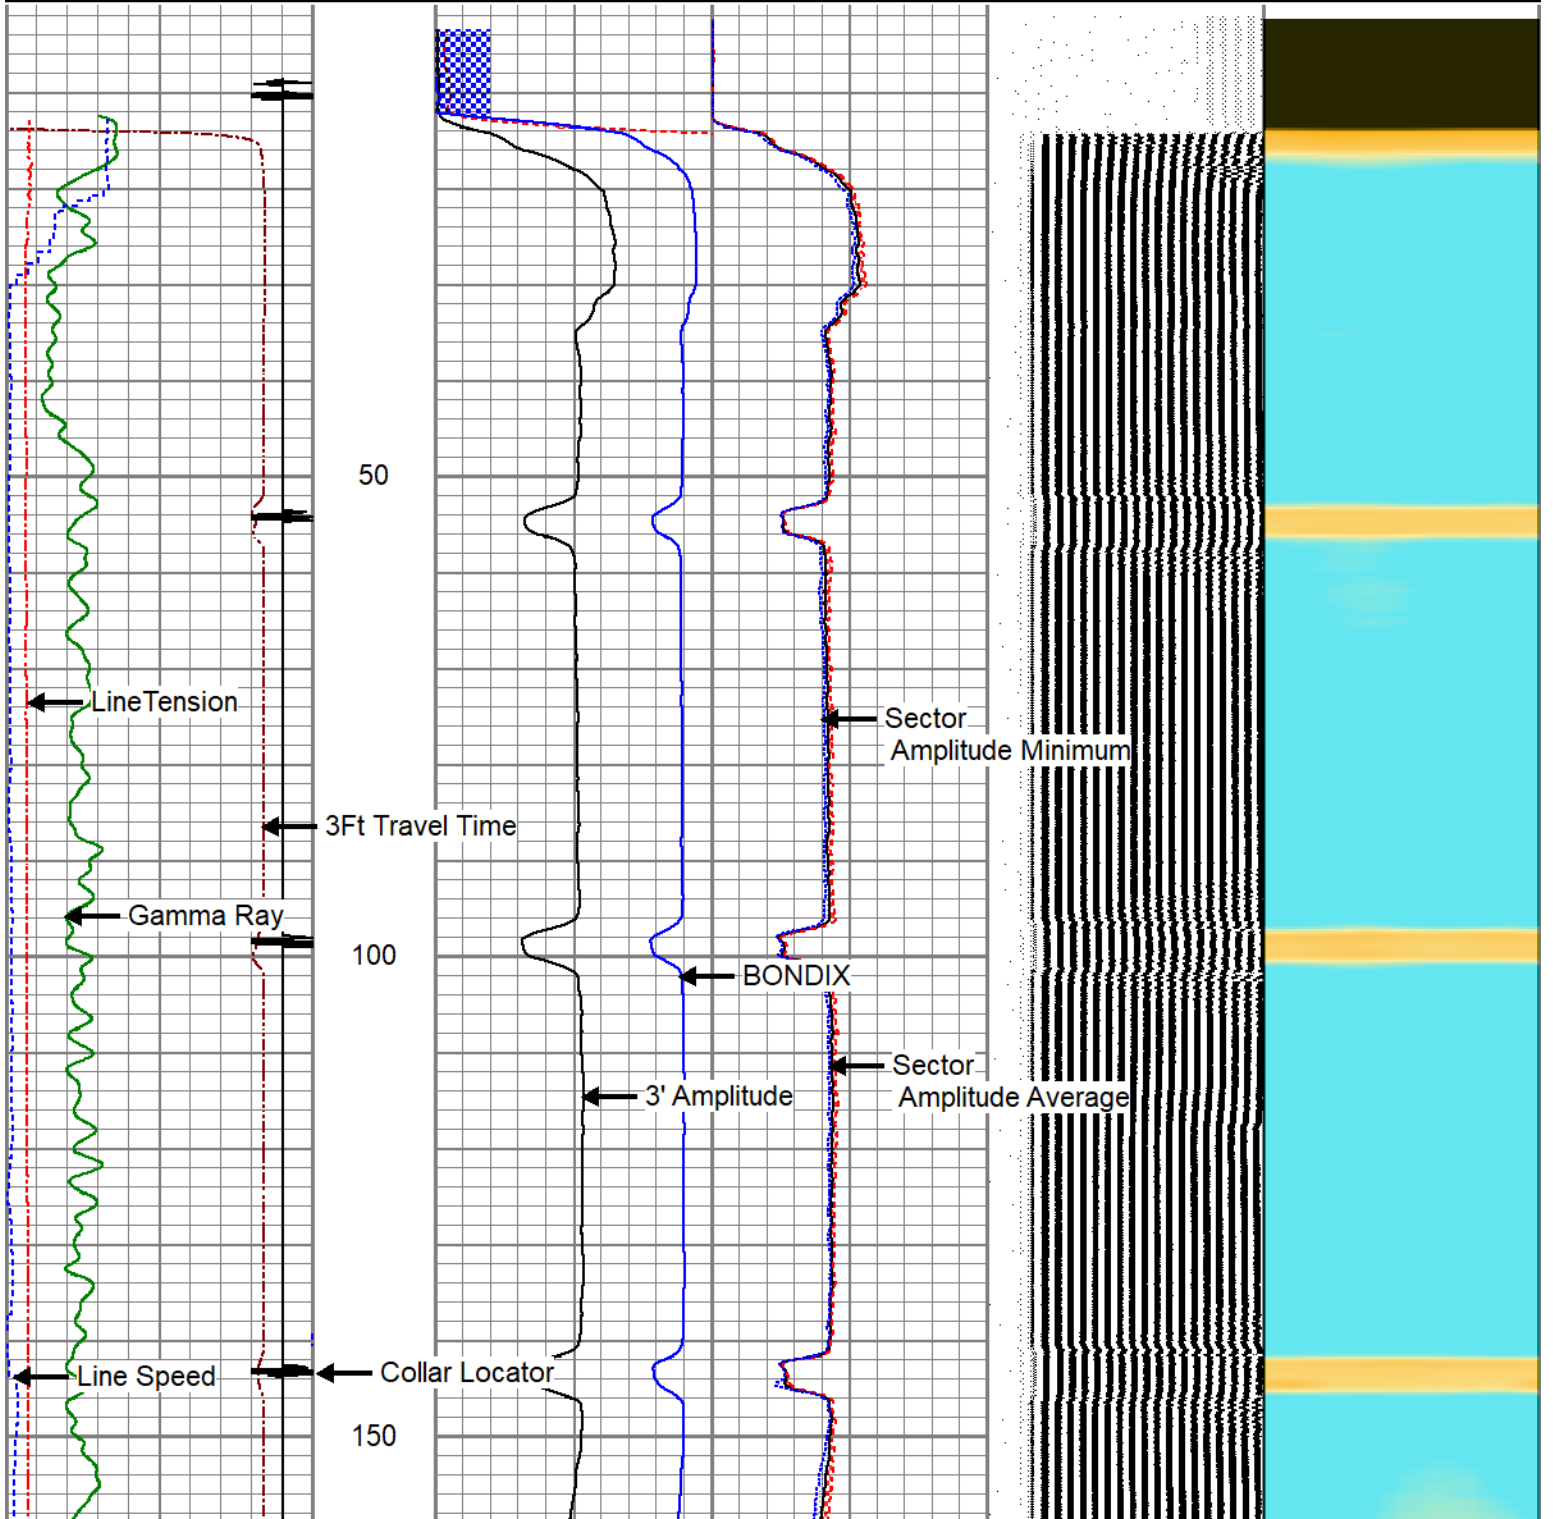 50
LineTension
Sector
Amplitude Minimum
3Ft Travel Time
Gamma Ray
100
BONDIX
Sector
3' Amplitude
Amplitude Average
Line Speed
Collar Locator
150